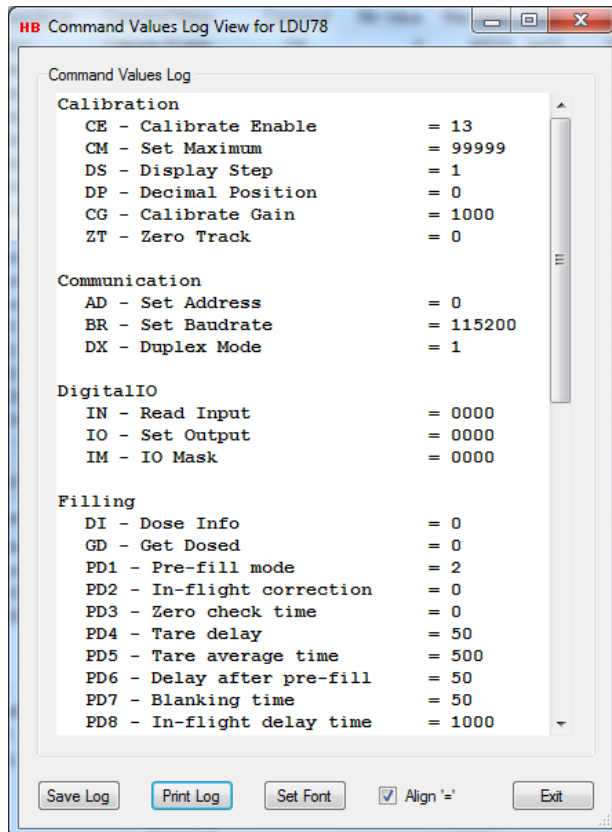 HB Command Values Log View for LDU78
Command Values Log
Calibration
CE - Calibrate Enable = 13
CM - Set Maximum = 99999
DS - Display Step = 1
DP - Decimal Position = 0
CG - Calibrate Gain = 1000
ZT - Zero Track = 0
Communication
AD - Set Address = 0
BR - Set Baudrate = 115200
DX - Duplex Mode = 1
DigitalIO
IN - Read Input = 0000
IO - Set Output = 0000
IM - IO Mask = 0000
Filling
DI - Dose Info = 0
GD - Get Dosed = 0
PD1 - Pre-fill mode = 2
PD2 - In-flight correction = 0
PD3 - Zero check time = 0
PD4 - Tare delay = 50
PD5 - Tare average time = 500
PD6 - Delay after pre-fill = 50
PD7 - Blanking time = 50
PD8 - In-flight delay time = 1000
Save Log Print Log Set Font Align '=' Exit